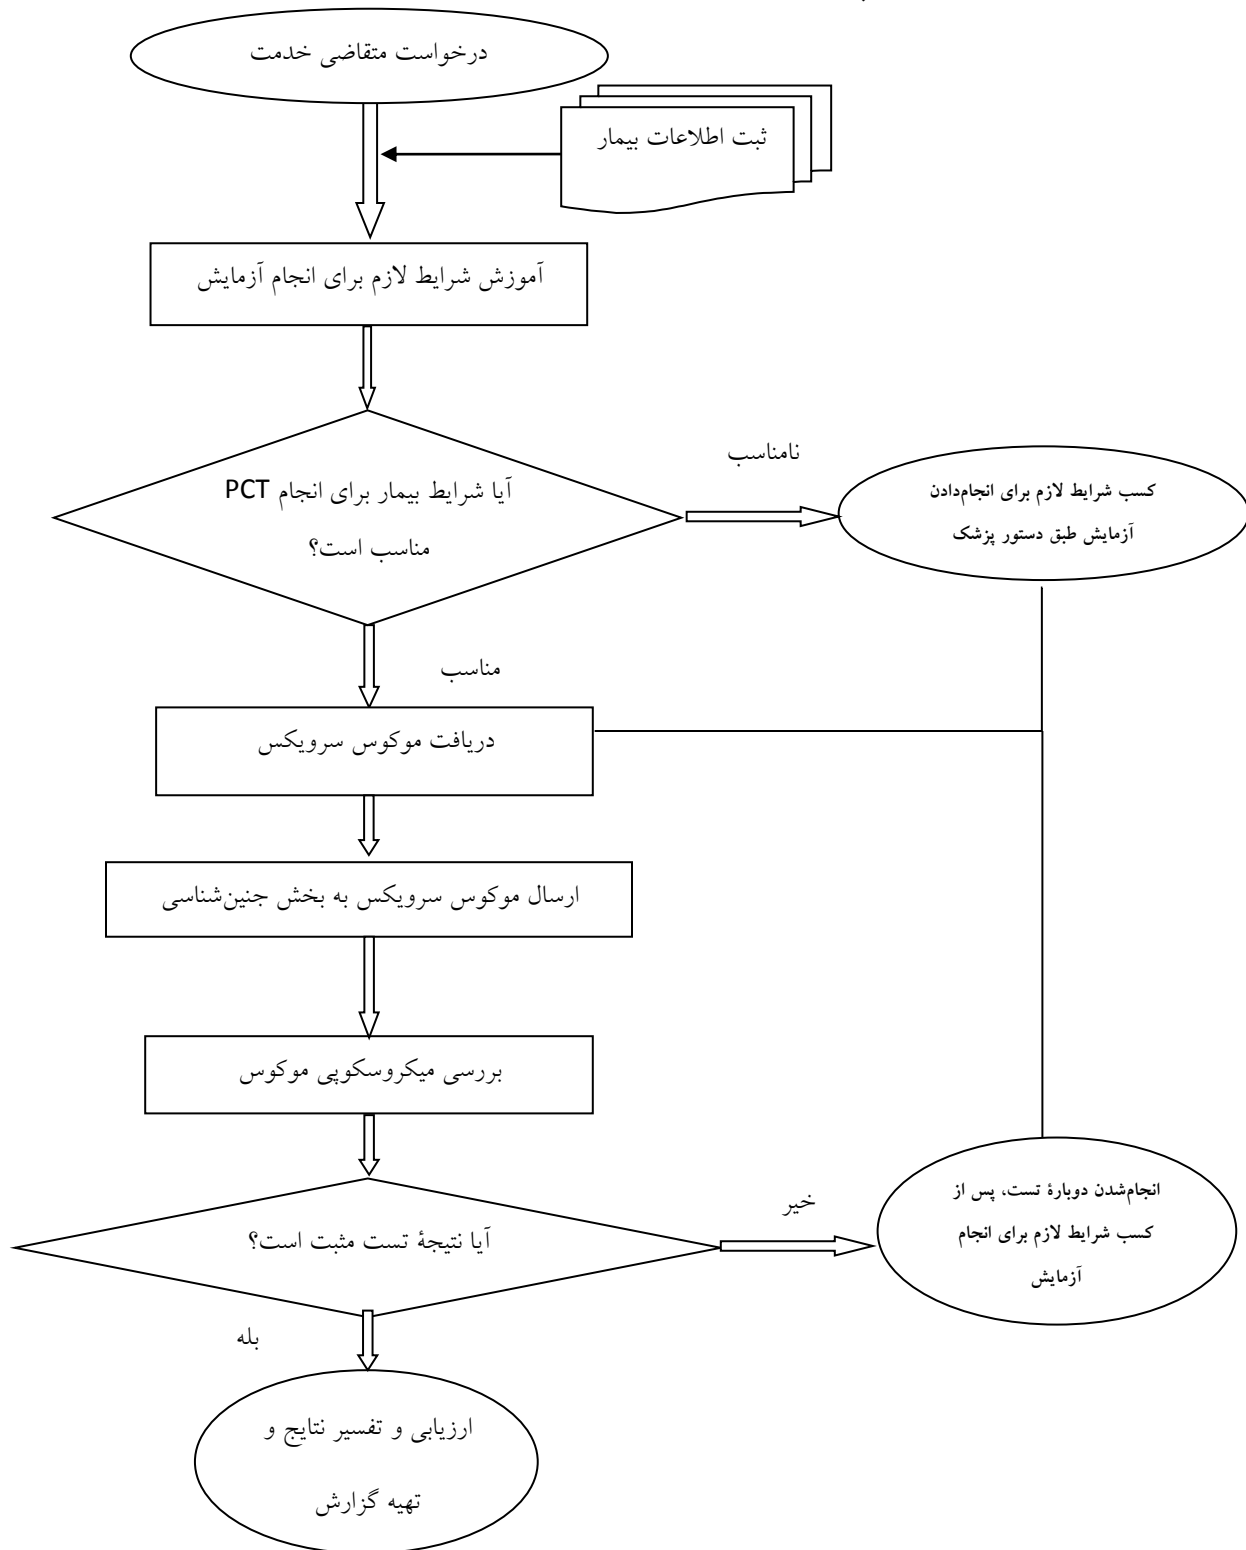 درخواست متقاضی خدمت
ثبت اطلاعات بیمار
آموزش شرایط لازم برای انجام آزمایش
آیا شرایط بیمار برای انجام PCT
مناسب است؟
نامناسب
کسب شرایط لازم برای انجام‌دادن
آزمایش طبق دستور پزشک
مناسب
دریافت موکوس سرویکس
ارسال موکوس سرویکس به بخش جنین‌شناسی
بررسی میکروسکوپی موکوس
آیا نتیجۀ تست مثبت است؟
خیر
انجام‌شدن دوبارۀ تست، پس از
کسب شرایط لازم برای انجام
آزمایش
بله
ارزیابی و تفسیر نتایج و
تهیه گزارش